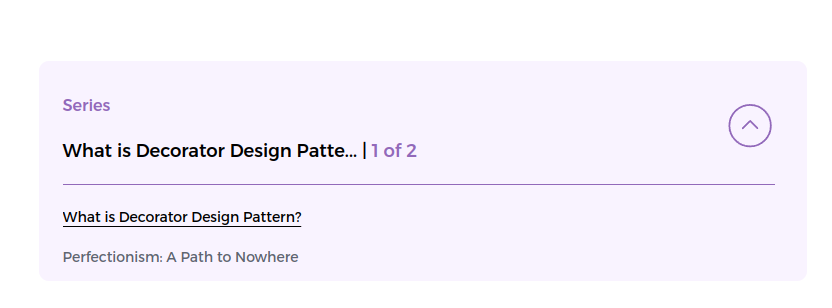 Series
What is Decorator Design Patte... | 1 of 2
What is Decorator Design Pattern?
Perfectionism: A Path to Nowhere